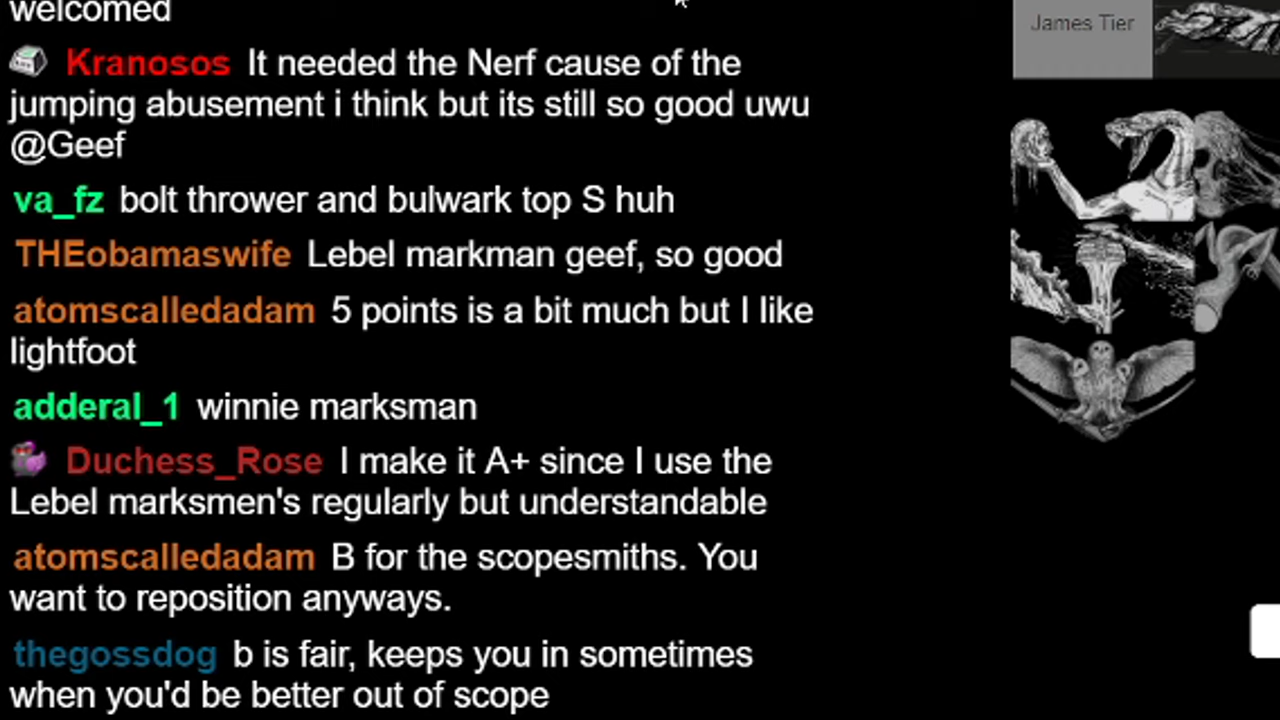 welcomed
James Tier
Kranosos It needed the Nerf cause of the
jumping abusement i think but its still so good uwu
@Geef
va_fz bolt thrower and bulwark top S huh
THEobamaswife Lebel markman geef, so good
atomscalledadam 5 points is a bit much but I like
lightfoot
adderal_1 winnie marksman
Duchess_Rose I make it A+ since I use the
Lebel marksmen's regularly but understandable
atomscalledadam B for the scopesmiths. You
want to reposition anyways.
thegossdog b is fair, keeps you in sometimes
when you'd be better out of scope